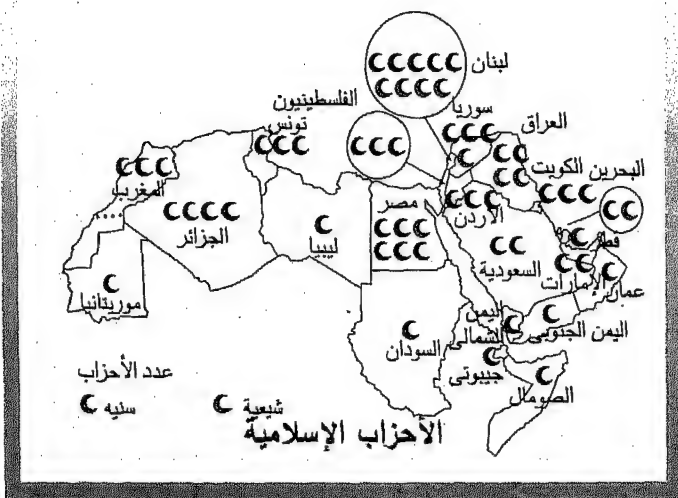 لبنان
الفلسطينيون
سوريا
تونس
العراق
البحرين
الكويت
المغرب
مصر
الأردن
الجزائر
ليبيا
قطر
السعودية
الإمارات
عمان
موريتانيا
اليمن الشمالى
اليمن الجنوبى
السودان
جيبوتى
الصومال
عدد الأحزاب
سنيه
شيعية
الأحزاب الإسلامية